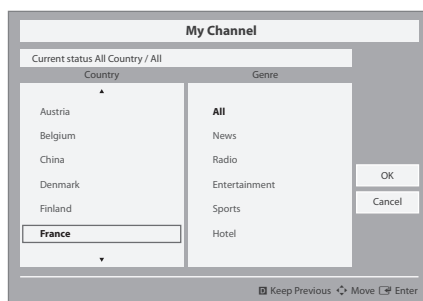 My Channel
Current status All Country / All
Country
Genre
Austria
All
Belgium
News
China
Radio
Denmark
Entertainment
Finland
Sports
France
Hotel
OK
Cancel
D Keep Previous Move Enter